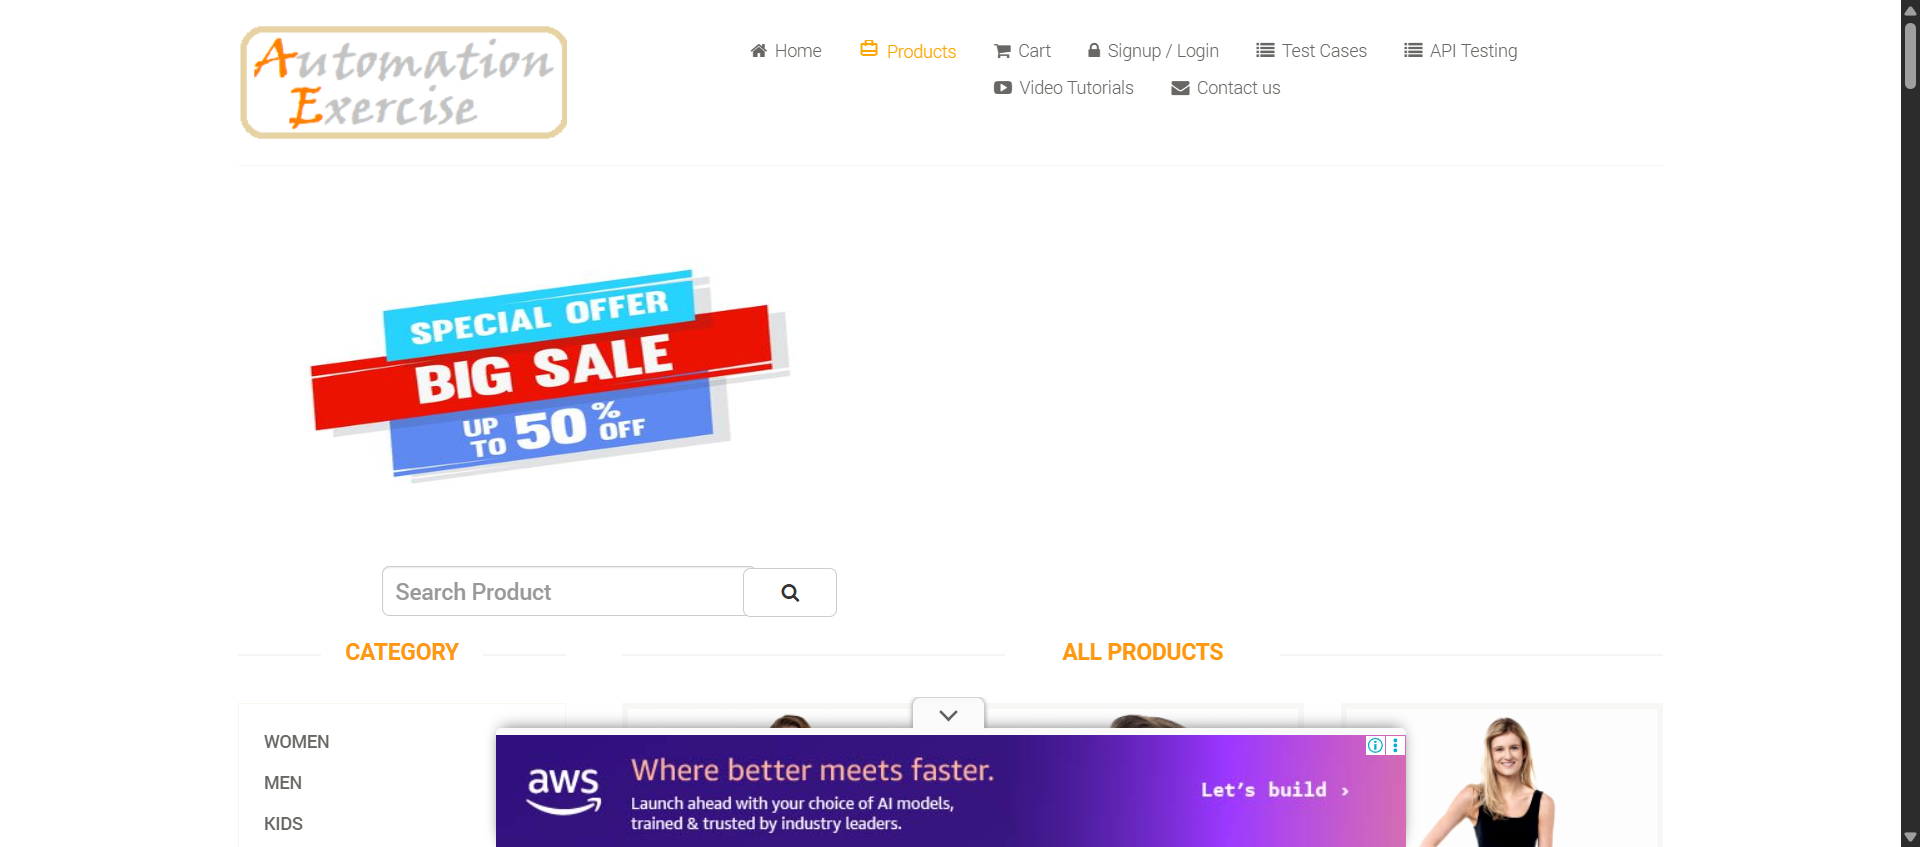 Automation
Exercise
Home
Products
Cart
Signup / Login
Test Cases
API Testing
Video Tutorials
Contact us
SPECIAL OFFER
BIG SALE
UP TO 50% OFF
Search Product
CATEGORY
ALL PRODUCTS
WOMEN
MEN
KIDS
aws
Where better meets faster.
Launch ahead with your choice of AI models,
trained & trusted by industry leaders.
Let's build ›